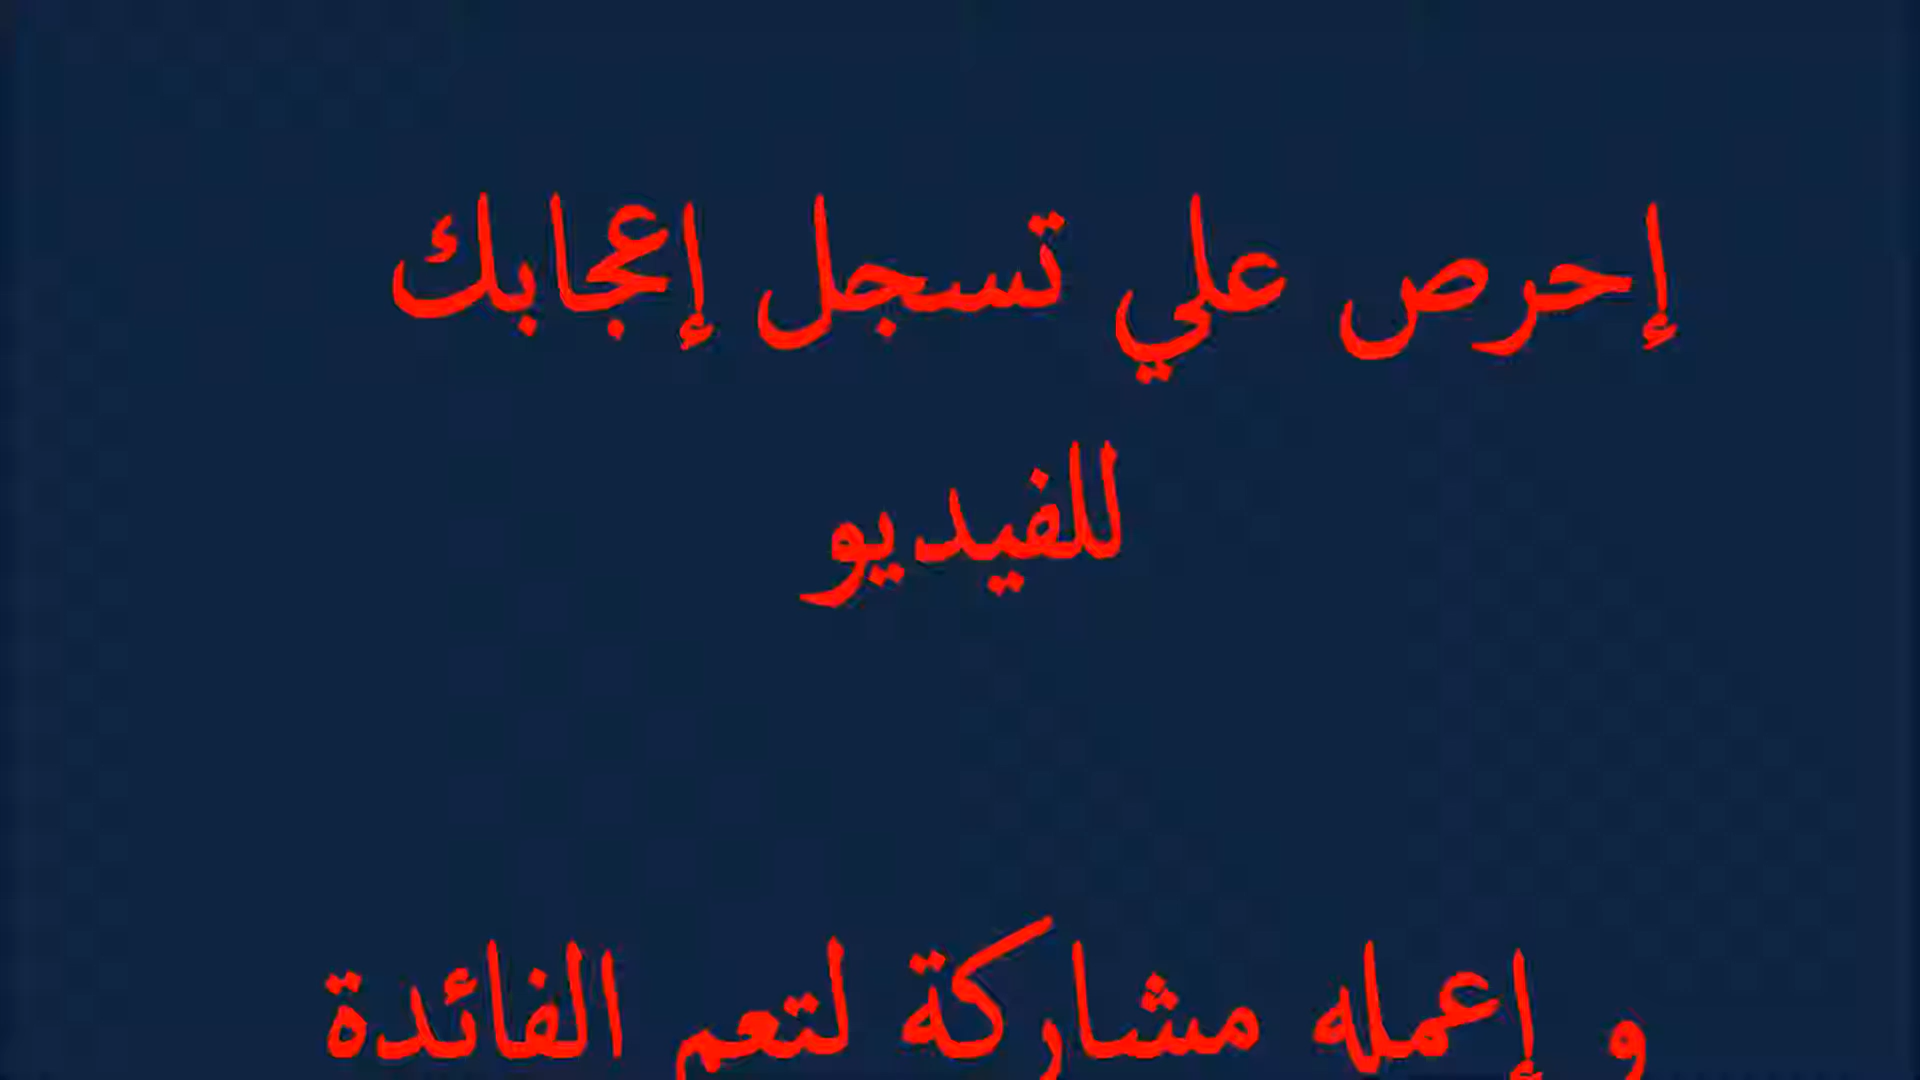 إحرص علي تسجل إعجابك
للفيديو
و إعمله مشاركة لتعم الفائدة